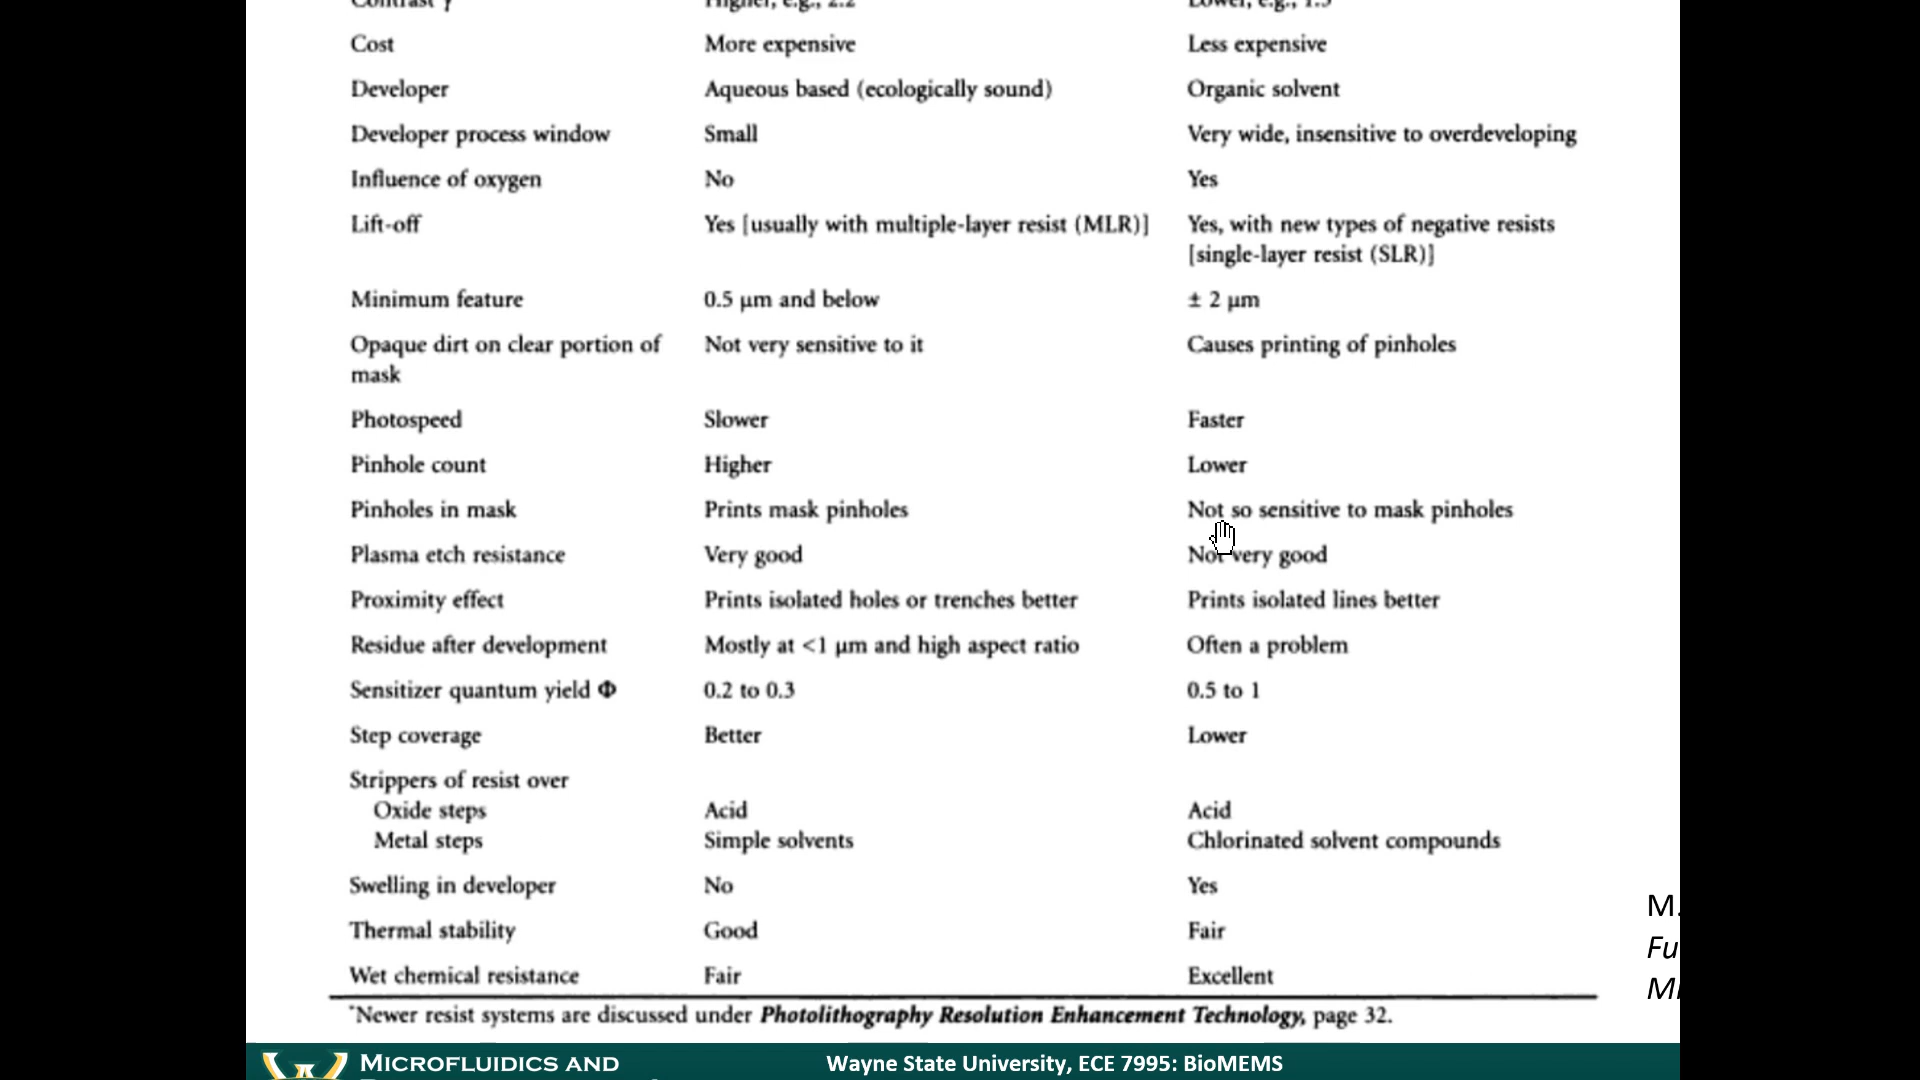 Contrast γ Higher, e.g., 2.2 Lower, e.g., 1.5
Cost More expensive Less expensive
Developer Aqueous based (ecologically sound) Organic solvent
Developer process window Small Very wide, insensitive to overdeveloping
Influence of oxygen No Yes
Lift-off Yes [usually with multiple-layer resist (MLR)] Yes, with new types of negative resists
[single-layer resist (SLR)]
Minimum feature 0.5 μm and below ± 2 μm
Opaque dirt on clear portion of Not very sensitive to it Causes printing of pinholes
mask
Photospeed Slower Faster
Pinhole count Higher Lower
Pinholes in mask Prints mask pinholes Not so sensitive to mask pinholes
Plasma etch resistance Very good Not very good
Proximity effect Prints isolated holes or trenches better Prints isolated lines better
Residue after development Mostly at <1 μm and high aspect ratio Often a problem
Sensitizer quantum yield Φ 0.2 to 0.3 0.5 to 1
Step coverage Better Lower
Strippers of resist over
Oxide steps Acid Acid
Metal steps Simple solvents Chlorinated solvent compounds
Swelling in developer No Yes
Thermal stability Good Fair
Wet chemical resistance Fair Excellent
*Newer resist systems are discussed under Photolithography Resolution Enhancement Technology, page 32.
M.
Fu
MICROFLUIDICS AND
Wayne State University, ECE 7995: BioMEMS